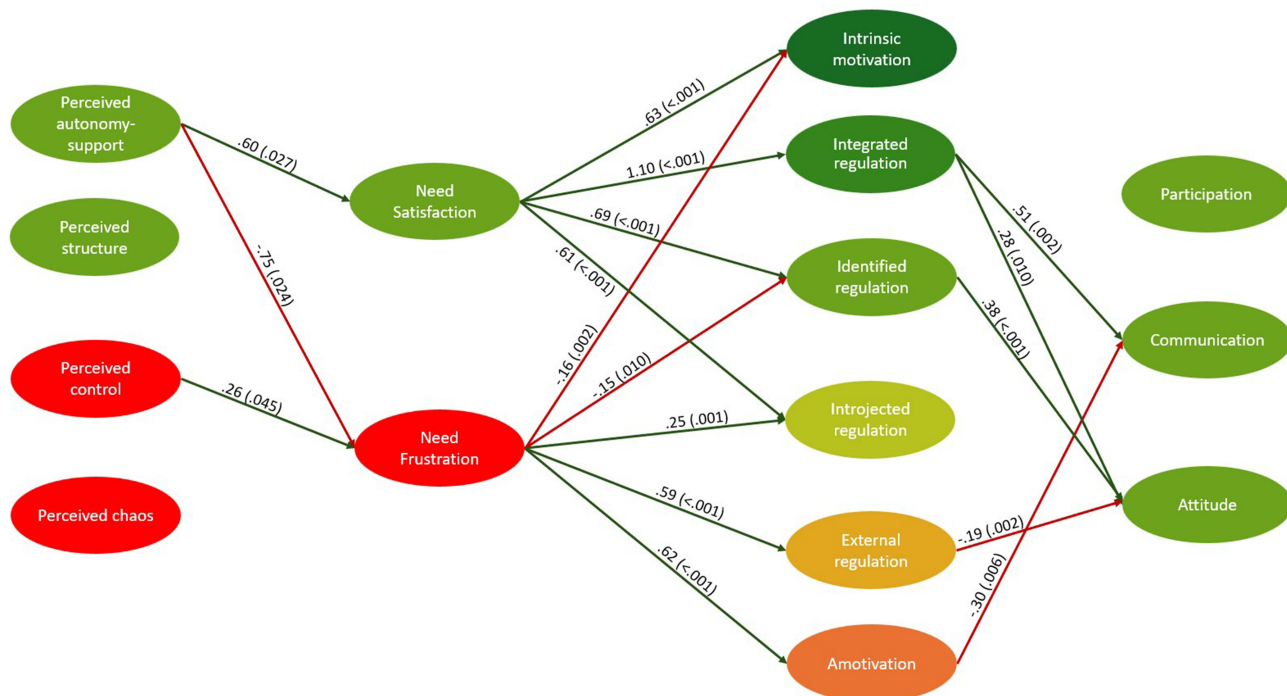 Perceived
autonomy-
support
Perceived
structure
Perceived
control
Perceived chaos
.60 (.027)
-.75 (.024)
.26 (.045)
Need
Satisfaction
Need
Frustration
.63 (<.001)
1.10 (<.001)
.69 (<.001)
.61 (<.001)
-.16 (.002)
-.15 (.010)
.25 (.001)
.59 (<.001)
.62 (<.001)
Intrinsic
motivation
Integrated
regulation
Identified
regulation
Introjected
regulation
External
regulation
Amotivation
.51 (.002)
.28 (.010)
.38 (<.001)
-.19 (.002)
-.30 (.006)
Participation
Communication
Attitude